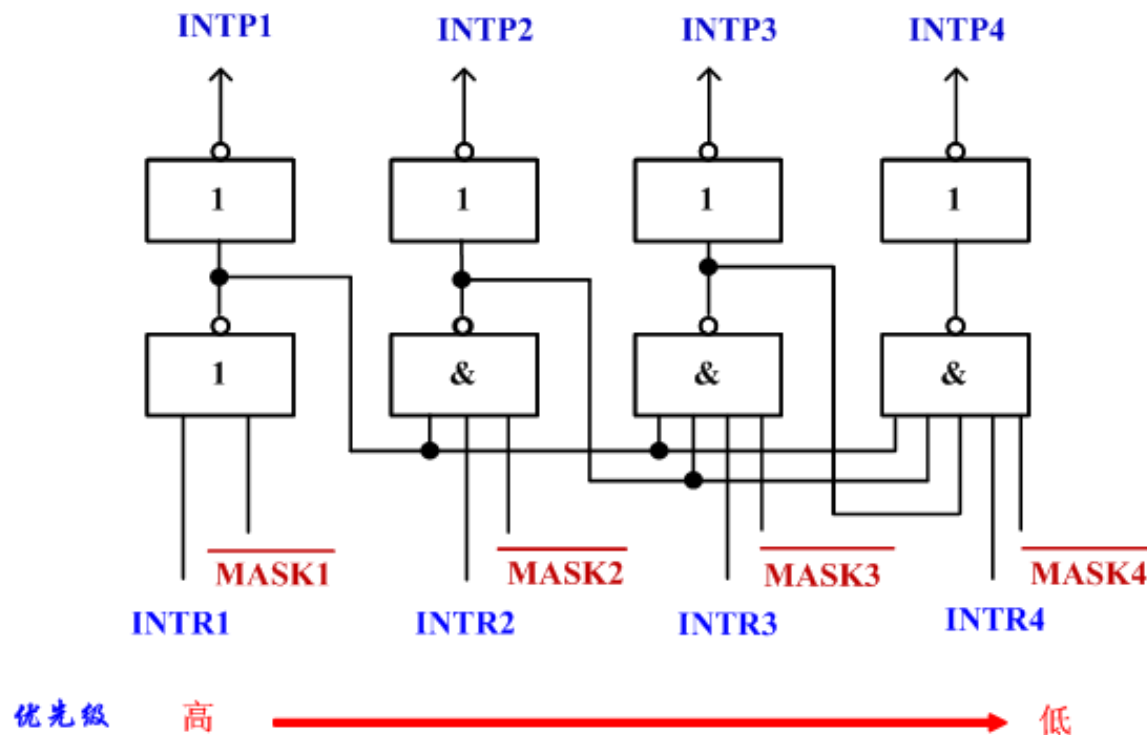 INTP1 INTP2 INTP3 INTP4
1 1 1 1
1 & & &
MASK1 MASK2 MASK3 MASK4
INTR1 INTR2 INTR3 INTR4
优先级 高 低